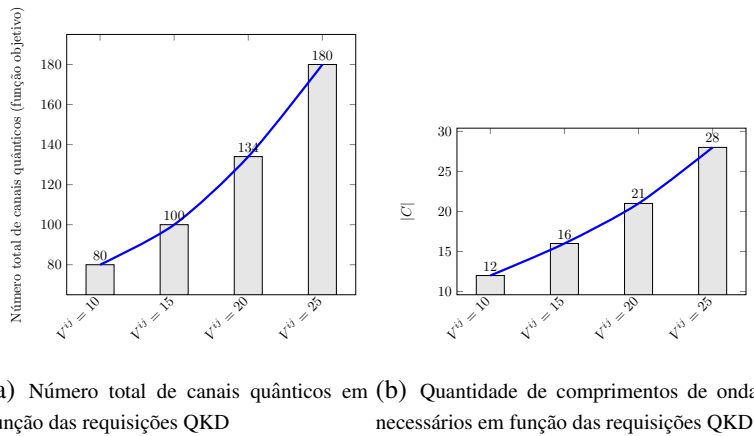 Número total de canais quânticos (função objetivo)
180
160
140
120
100
80
80
100
134
180
V^{ij} = 10
V^{ij} = 15
V^{ij} = 20
V^{ij} = 25
|C|
30
25
20
15
10
12
16
21
28
V^{ij} = 10
V^{ij} = 15
V^{ij} = 20
V^{ij} = 25
a) Número total de canais quânticos em
unção das requisições QKD
(b) Quantidade de comprimentos de onda
necessários em função das requisições QKD